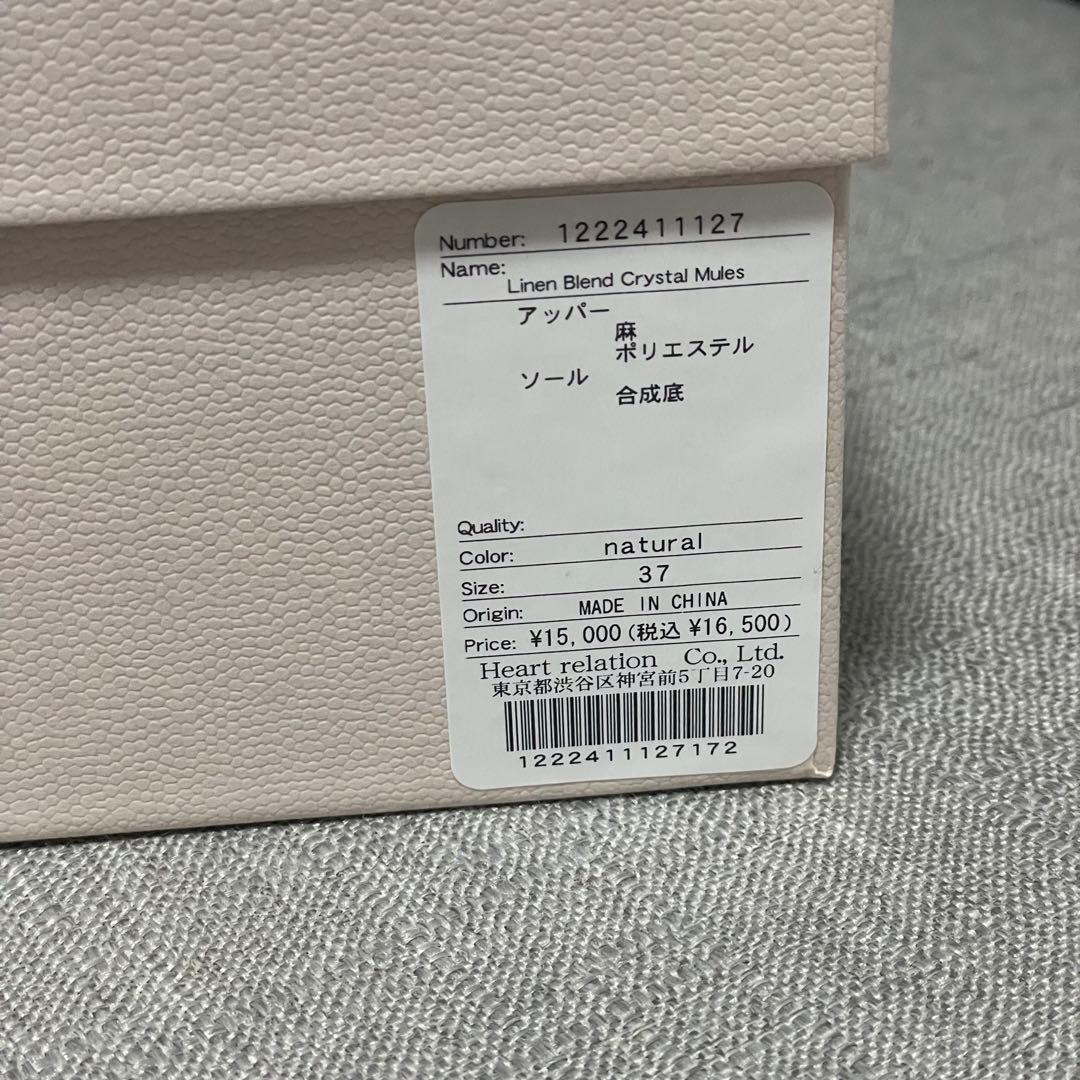 Number: 1222411127
Name:
Linen Blend Crystal Mules
アッパー
麻
ポリエステル
ソール
合成底
Quality:
Color: natural
Size: 37
Origin: MADE IN CHINA
Price: ¥15,000(税込 ¥16,500)
Heart relation Co., Ltd.
東京都渋谷区神宮前5丁目7-20
1222411127172